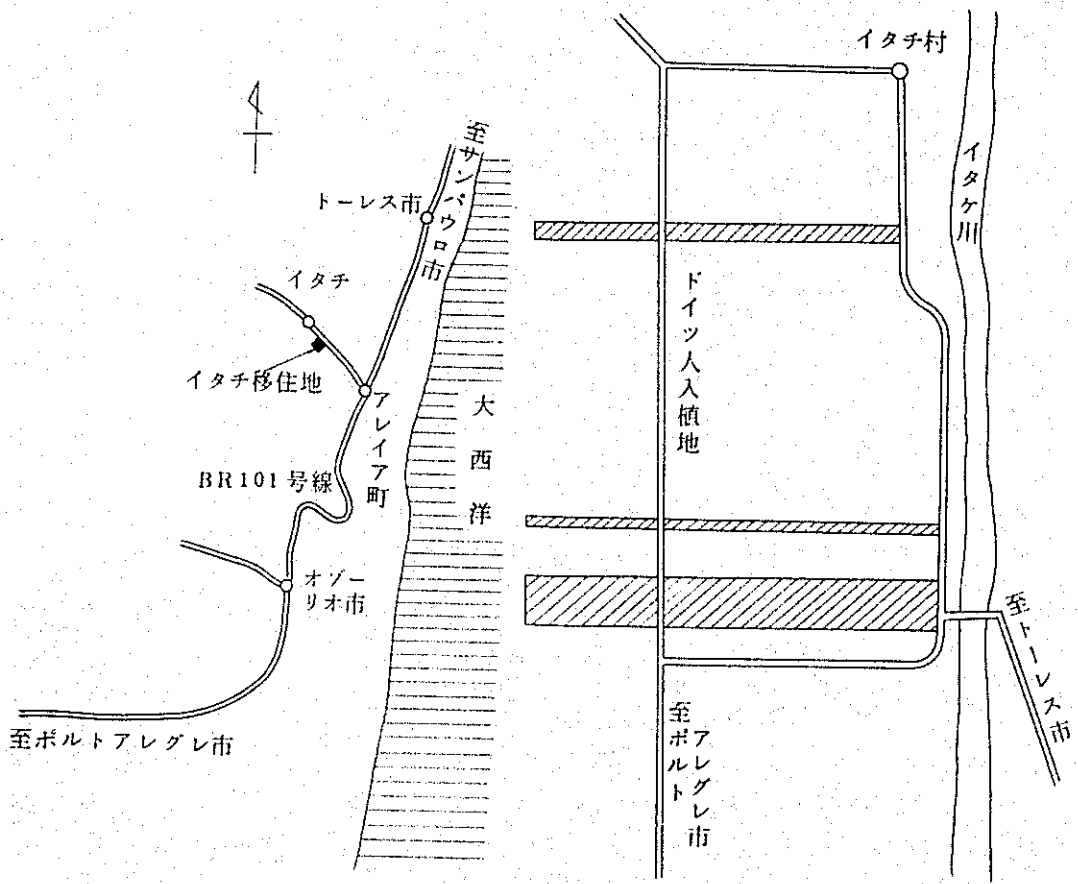 至サンパウロ市
トーレス市
イタチ
イタチ移住地
アレイア町
大西洋
BR101号線
オゾー
リオ市
至ポルトアレグレ市
イタチ村
イタケ川
ドイツ人入植地
至トーレス市
至ポルト
アレグレ市